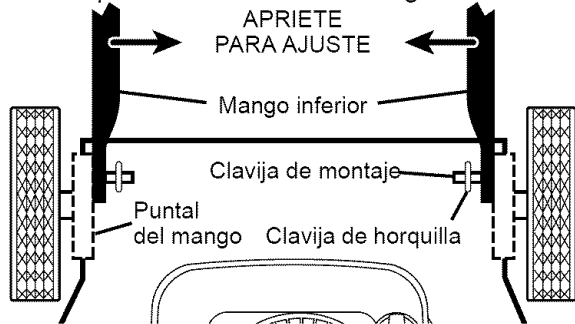 APRIETE
PARA AJUSTE
Mango inferior
Clavija de montaje
Puntal
del mango
Clavija de horquilla